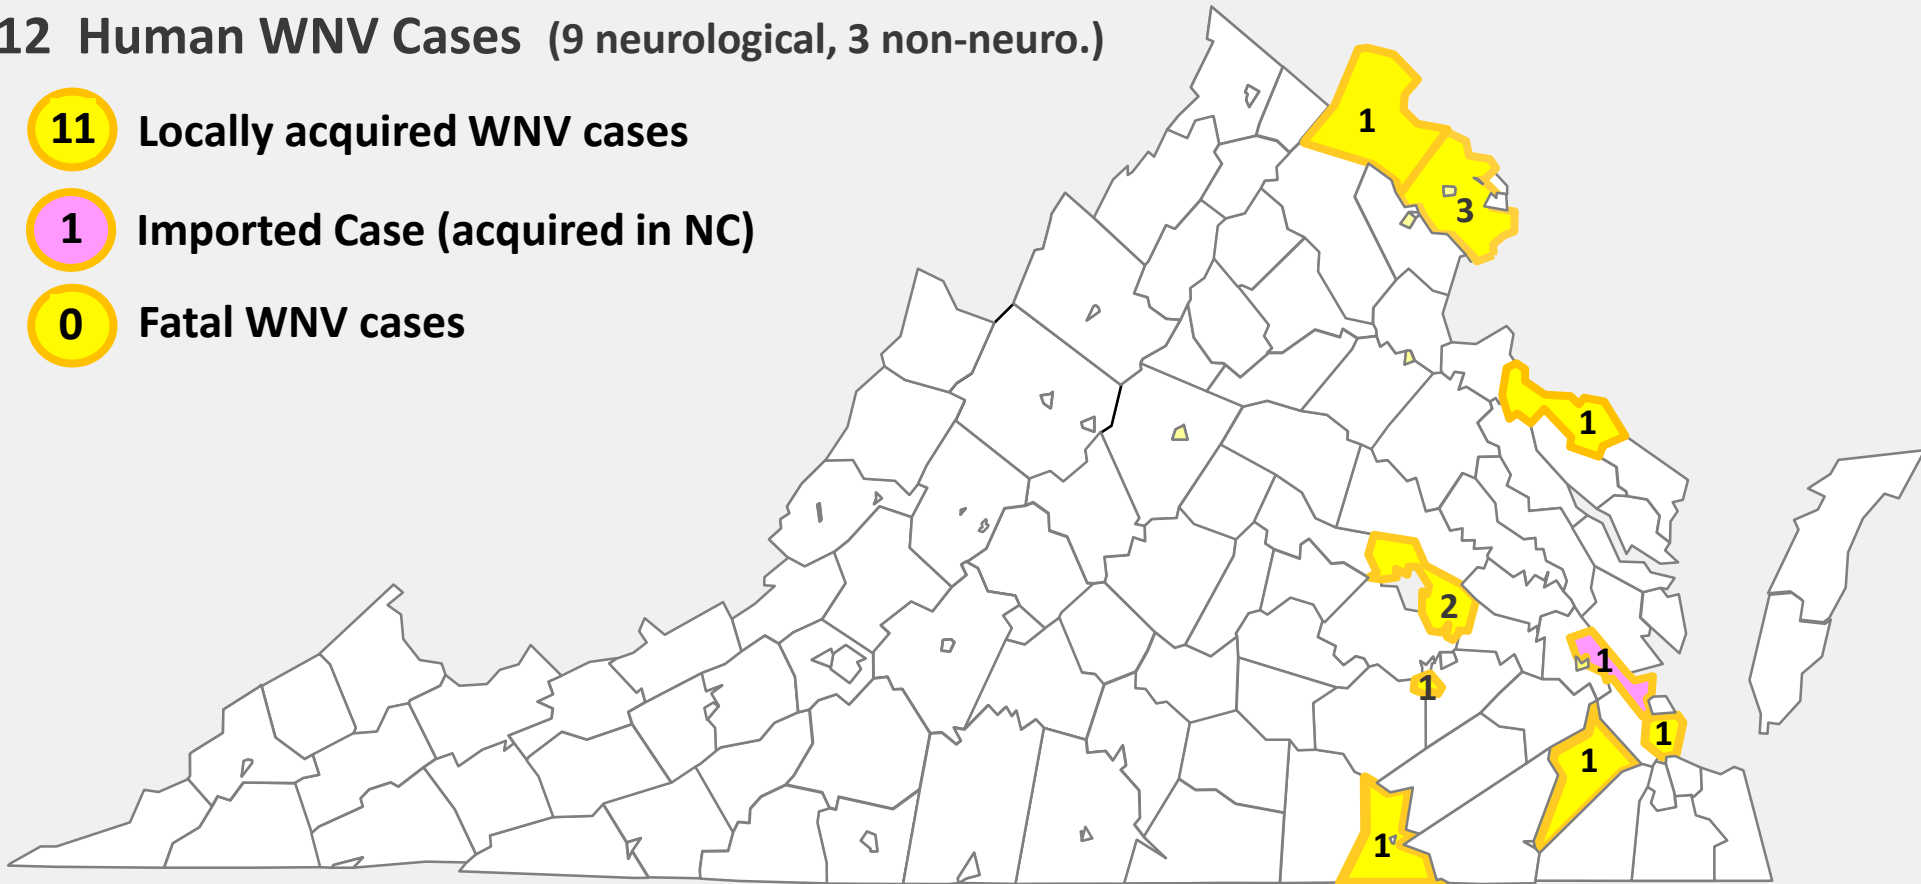 12 Human WNV Cases (9 neurological, 3 non-neuro.)
11 Locally acquired WNV cases
1 Imported Case (acquired in NC)
0 Fatal WNV cases
1
3
1
2
1
1
1
1
1